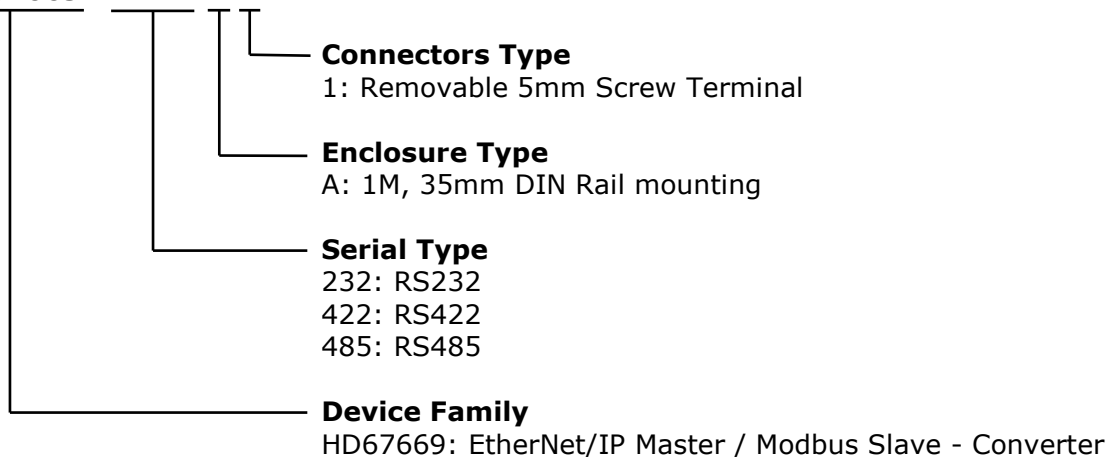 Connectors Type
1: Removable 5mm Screw Terminal
Enclosure Type
A: 1M, 35mm DIN Rail mounting
Serial Type
232: RS232
422: RS422
485: RS485
Device Family
HD67669: EtherNet/IP Master / Modbus Slave - Converter